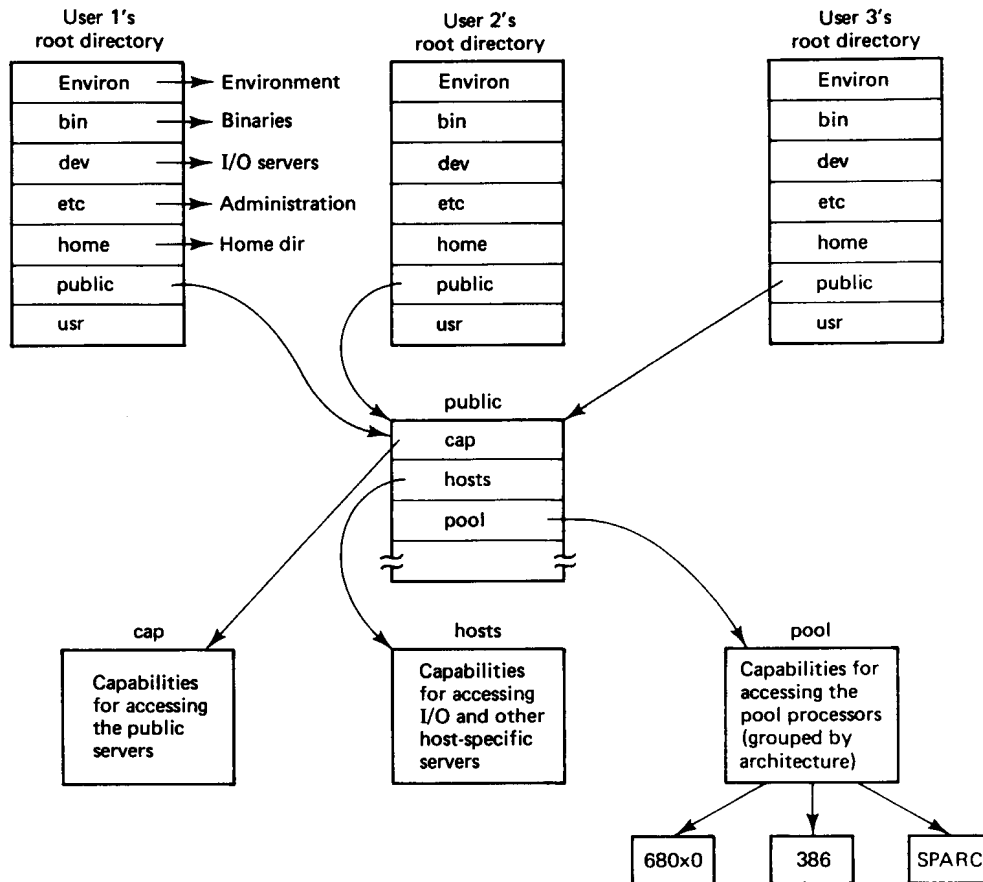 User 1's
root directory
User 2's
root directory
User 3's
root directory
Environ
Environment
bin
Binaries
dev
I/O servers
etc
Administration
home
Home dir
public
usr
Environ
bin
dev
etc
home
public
usr
Environ
bin
dev
etc
home
public
usr
public
cap
hosts
pool
cap
Capabilities
for accessing
the public
servers
hosts
Capabilities
for accessing
I/O and other
host-specific
servers
pool
Capabilities for
accessing the
pool processors
(grouped by
architecture)
680x0
386
SPARC